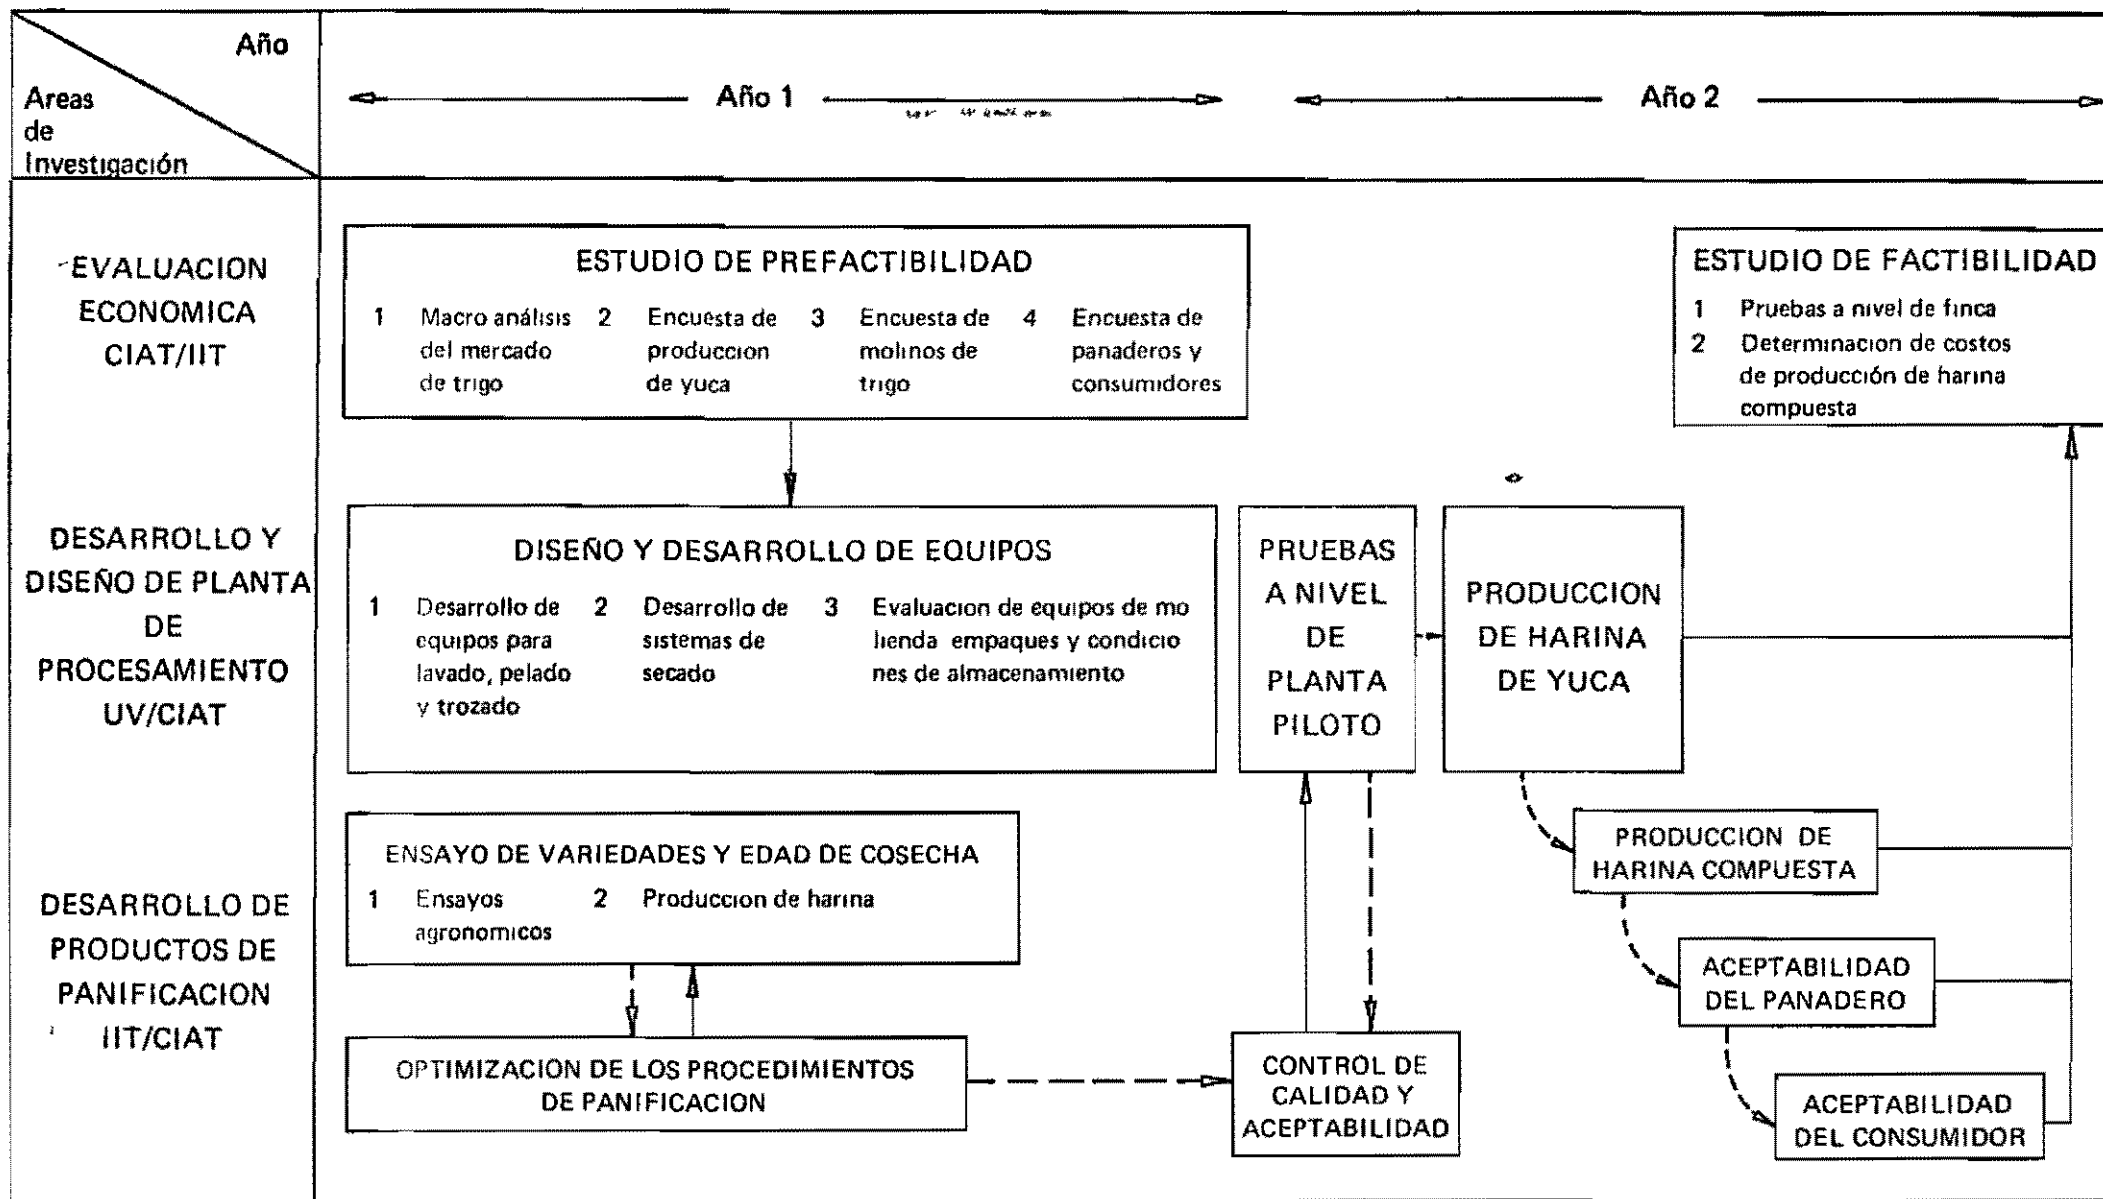 Año
Areas
de
Investigación
Año 1
Año 2
EVALUACION
ECONOMICA
CIAT/IIT
ESTUDIO DE PREFACTIBILIDAD
1 Macro análisis
del mercado
de trigo
2 Encuesta de
produccion
de yuca
3 Encuesta de
molinos de
trigo
4 Encuesta de
panaderos y
consumidores
ESTUDIO DE FACTIBILIDAD
1 Pruebas a nivel de finca
2 Determinacion de costos
de producción de harina
compuesta
DESARROLLO Y
DISEÑO DE PLANTA
DE
PROCESAMIENTO
UV/CIAT
DISEÑO Y DESARROLLO DE EQUIPOS
1 Desarrollo de
equipos para
lavado, pelado
y trozado
2 Desarrollo de
sistemas de
secado
3 Evaluacion de equipos de mo
lienda empaques y condicio
nes de almacenamiento
PRUEBAS
A NIVEL
DE
PLANTA
PILOTO
PRODUCCION
DE HARINA
DE YUCA
DESARROLLO DE
PRODUCTOS DE
PANIFICACION
IIT/CIAT
ENSAYO DE VARIEDADES Y EDAD DE COSECHA
1 Ensayos
agronomicos
2 Produccion de harina
OPTIMIZACION DE LOS PROCEDIMIENTOS
DE PANIFICACION
CONTROL DE
CALIDAD Y
ACEPTABILIDAD
PRODUCCION DE
HARINA COMPUESTA
ACEPTABILIDAD
DEL PANADERO
ACEPTABILIDAD
DEL CONSUMIDOR